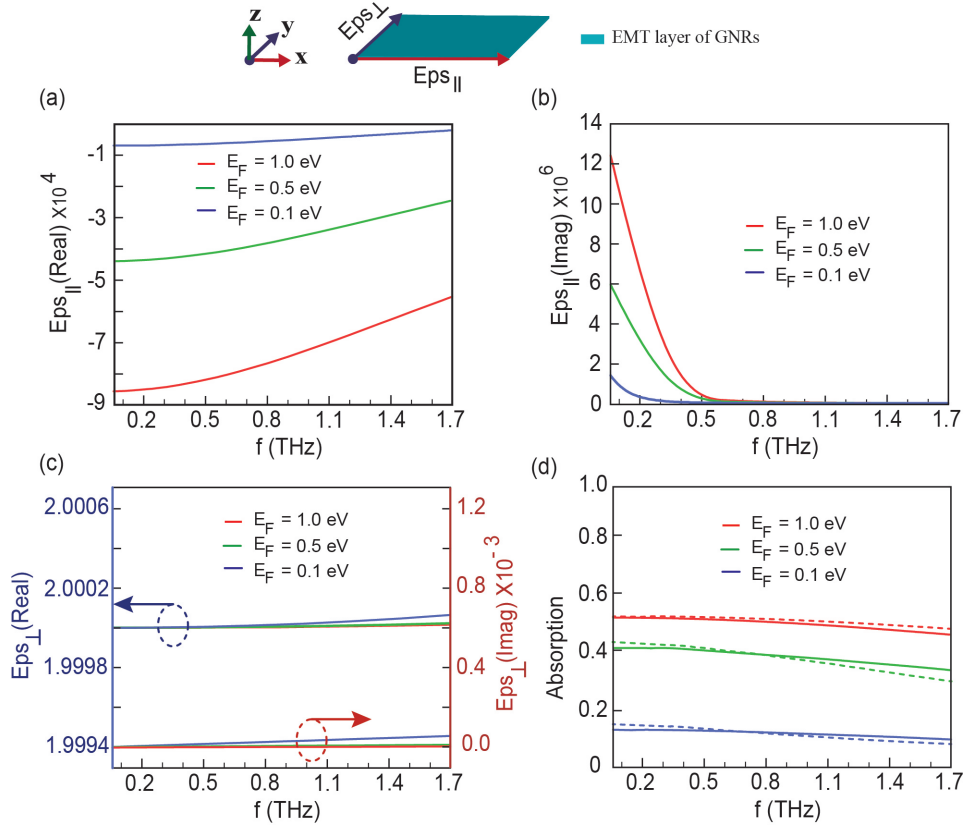 z
y
x
Eps⊥
Eps||
EMT layer of GNRs
(a)
Eps||(Real) X10^4
-1
-3
-5
-7
-9
E_F = 1.0 eV
E_F = 0.5 eV
E_F = 0.1 eV
0.2 0.5 0.8 1.1 1.4 1.7
f (THz)
(b)
Eps||(Imag) X10^6
14
12
10
8
6
4
2
0
E_F = 1.0 eV
E_F = 0.5 eV
E_F = 0.1 eV
0.2 0.5 0.8 1.1 1.4 1.7
f (THz)
(c)
Eps⊥(Real)
2.0006
2.0002
1.9998
1.9994
E_F = 1.0 eV
E_F = 0.5 eV
E_F = 0.1 eV
1.2
0.8
0.4
0.0
Eps⊥(Imag) X10^-3
0.2 0.5 0.8 1.1 1.4 1.7
f (THz)
(d)
Absorption
1.0
0.8
0.6
0.4
0.2
0
E_F = 1.0 eV
E_F = 0.5 eV
E_F = 0.1 eV
0.2 0.5 0.8 1.1 1.4 1.7
f (THz)